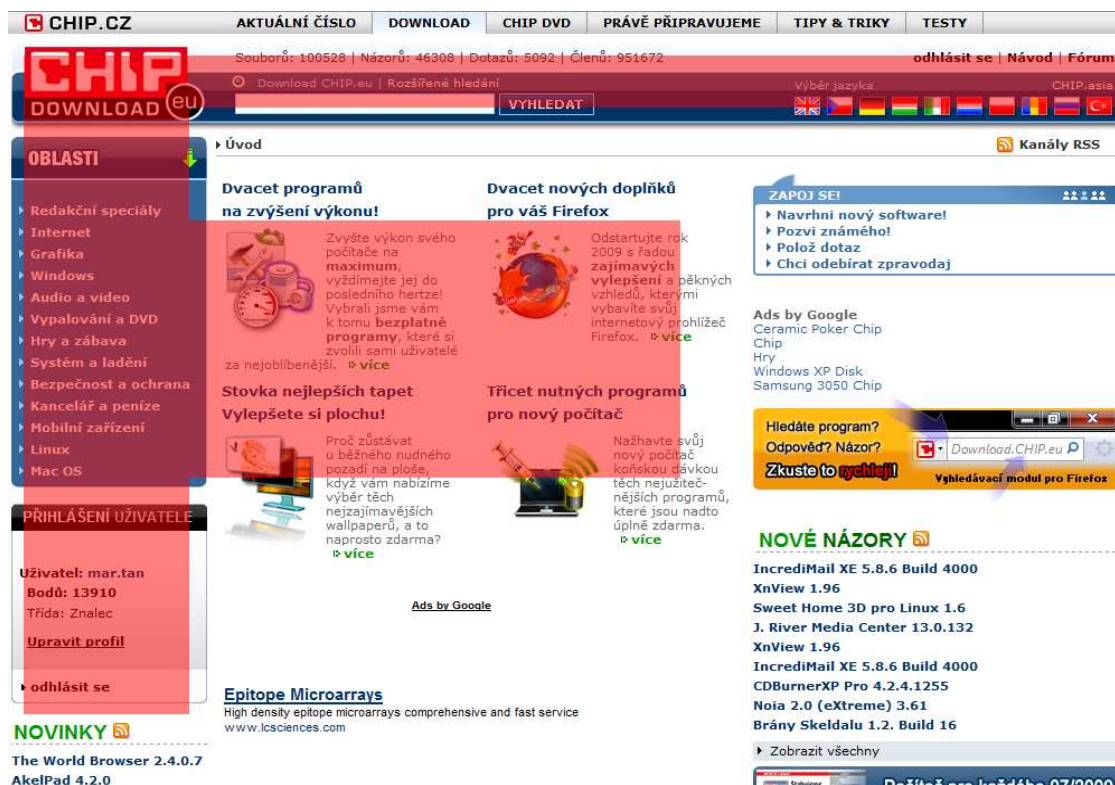 CHIP.CZ
AKTUÁLNÍ ČÍSLO
DOWNLOAD
CHIP DVD
PRÁVĚ PŘIPRAVUJEME
TIPY & TRIKY
TESTY
CHIP
DOWNLOAD
eu
Souborů: 100528 | Názorů: 46308 | Dotazů: 5092 | Členů: 951672
odhlásit se | Návod | Fórum
Download CHIP.eu | Rozšířené hledání
Výběr jazyka
CHIP.asia
VYHLEDAT
OBLASTI
Redakční speciály
Internet
Grafika
Windows
Audio a video
Vypalování a DVD
Hry a zábava
Systém a ladění
Bezpečnost a ochrana
Kancelář a peníze
Mobilní zařízení
Linux
Mac OS
PŘIHLÁŠENÍ UŽIVATELE
Uživatel: mar.tan
Bodů: 13910
Třída: Znalec
Upravit profil
odhlásit se
NOVINKY
The World Browser 2.4.0.7
AkelPad 4.2.0
Úvod
Kanály RSS
Dvacet programů
na zvýšení výkonu!
Zvyšte výkon svého
počítače na
maximum,
vyždímejte jej do
posledního hertze!
Vybrali jsme vám
k tomu bezplatné
programy, které si
zvolili sami uživatelé
za nejoblíbenější. více
Dvacet nových doplňků
pro váš Firefox
Odstartujte rok
2009 s řadou
zajímavých
vylepšení a pěkných
vzhledů, kterými
vybavíte svůj
internetový prohlížeč
Firefox. více
Stovka nejlepších tapet
Vylepšete si plochu!
Proč zůstávat
u běžného nudného
pozadí na ploše,
když vám nabízíme
výběr těch
nejzajímavějších
wallpaperů, a to
naprosto zdarma?
více
Třicet nutných programů
pro nový počítač
Nažhavte svůj
nový počítač
koňskou dávkou
těch nejužiteč-
nějších programů,
které jsou nadto
úplně zdarma.
více
Ads by Google
Epitope Microarrays
High density epitope microarrays comprehensive and fast service
www.lcsciences.com
ZAPOJ SE!
Navrhni nový software!
Pozvi známého!
Polož dotaz
Chci odebírat zpravodaj
Ads by Google
Ceramic Poker Chip
Chip
Hry
Windows XP Disk
Samsung 3050 Chip
Hledáte program?
Odpověď? Názor?
Zkuste to rychleji!
Download.CHIP.eu
Vyhledávací modul pro Firefox
NOVÉ NÁZORY
IncrediMail XE 5.8.6 Build 4000
XnView 1.96
Sweet Home 3D pro Linux 1.6
J. River Media Center 13.0.132
XnView 1.96
IncrediMail XE 5.8.6 Build 4000
CDBurnerXP Pro 4.2.4.1255
Noia 2.0 (eXtreme) 3.61
Brány Skeldalu 1.2. Build 16
Zobrazit všechny
Počítač pro každého 07/2009